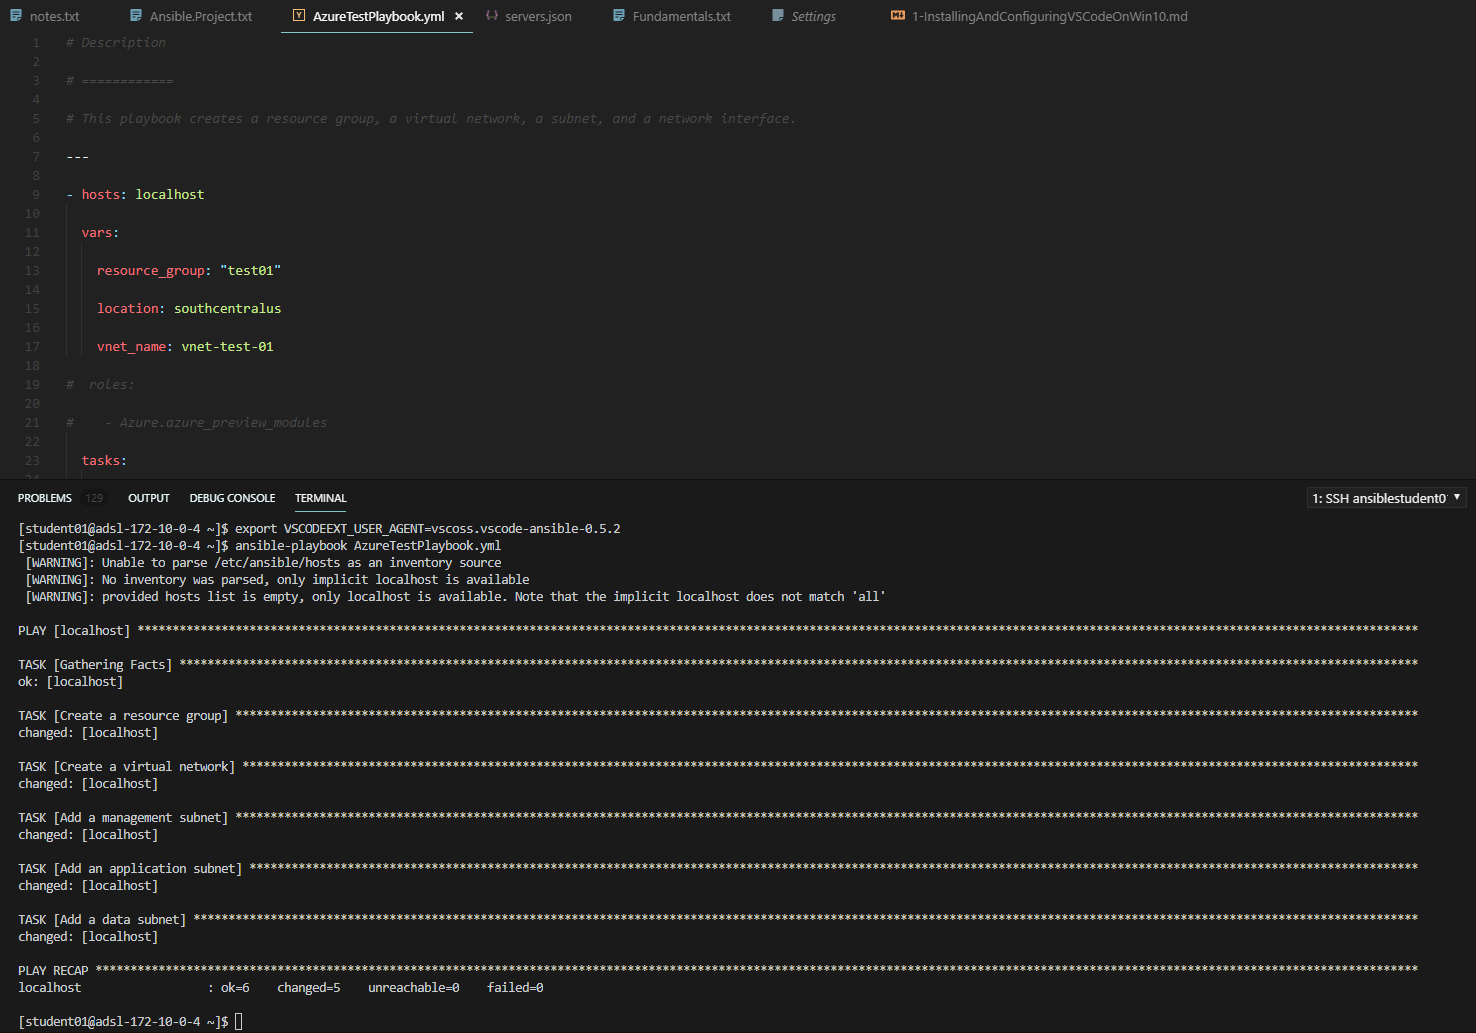 notes.txt Ansible.Project.txt AzureTestPlaybook.yml × servers.json Fundamentals.txt Settings 1-InstallingAndConfiguringVSCodeOnWin10.md
1 # Description
2
3 # ============
4
5 # This playbook creates a resource group, a virtual network, a subnet, and a network interface.
6
7 ---
8
9 - hosts: localhost
10
11 vars:
12
13 resource_group: "test01"
14
15 location: southcentralus
16
17 vnet_name: vnet-test-01
18
19 # roles:
20
21 # - Azure.azure_preview_modules
22
23 tasks:
24
PROBLEMS 129 OUTPUT DEBUG CONSOLE TERMINAL 1: SSH ansiblestudent0
[student01@adsl-172-10-0-4 ~]$ export VSCODEEXT_USER_AGENT=vscoss.vscode-ansible-0.5.2
[student01@adsl-172-10-0-4 ~]$ ansible-playbook AzureTestPlaybook.yml
[WARNING]: Unable to parse /etc/ansible/hosts as an inventory source
[WARNING]: No inventory was parsed, only implicit localhost is available
[WARNING]: provided hosts list is empty, only localhost is available. Note that the implicit localhost does not match 'all'
PLAY [localhost] ****************************************************************
TASK [Gathering Facts] ****************************************************************
ok: [localhost]
TASK [Create a resource group] ****************************************************************
changed: [localhost]
TASK [Create a virtual network] ****************************************************************
changed: [localhost]
TASK [Add a management subnet] ****************************************************************
changed: [localhost]
TASK [Add an application subnet] ****************************************************************
changed: [localhost]
TASK [Add a data subnet] ****************************************************************
changed: [localhost]
PLAY RECAP ****************************************************************
localhost : ok=6 changed=5 unreachable=0 failed=0
[student01@adsl-172-10-0-4 ~]$